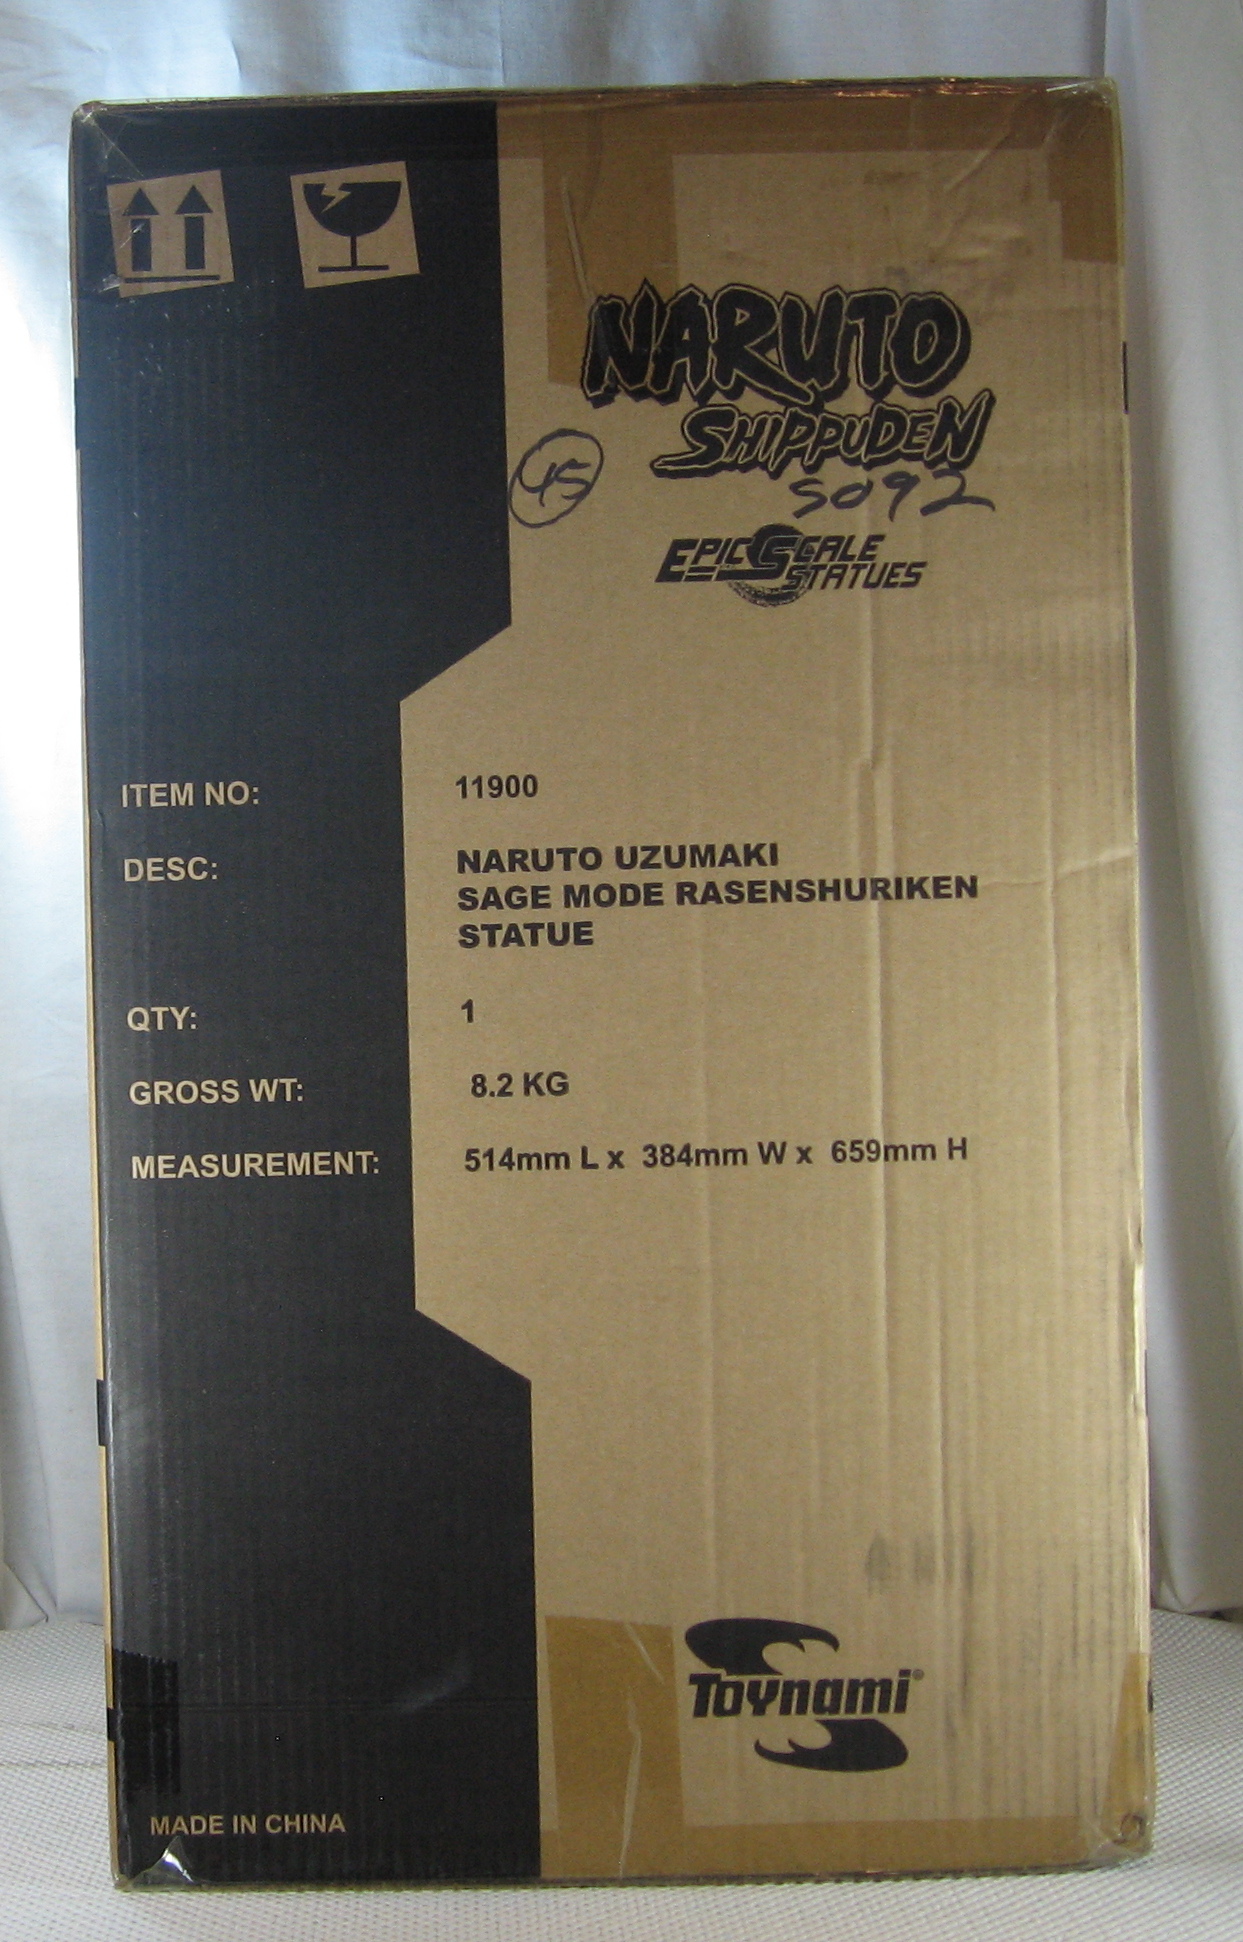 NARUTO
SHIPPUDEN
45
5092
EPIC SCALE
STATUES
ITEM NO: 11900
DESC: NARUTO UZUMAKI
SAGE MODE RASENSHURIKEN
STATUE
QTY: 1
GROSS WT: 8.2 KG
MEASUREMENT: 514mm L x 384mm W x 659mm H
Toynami®
MADE IN CHINA